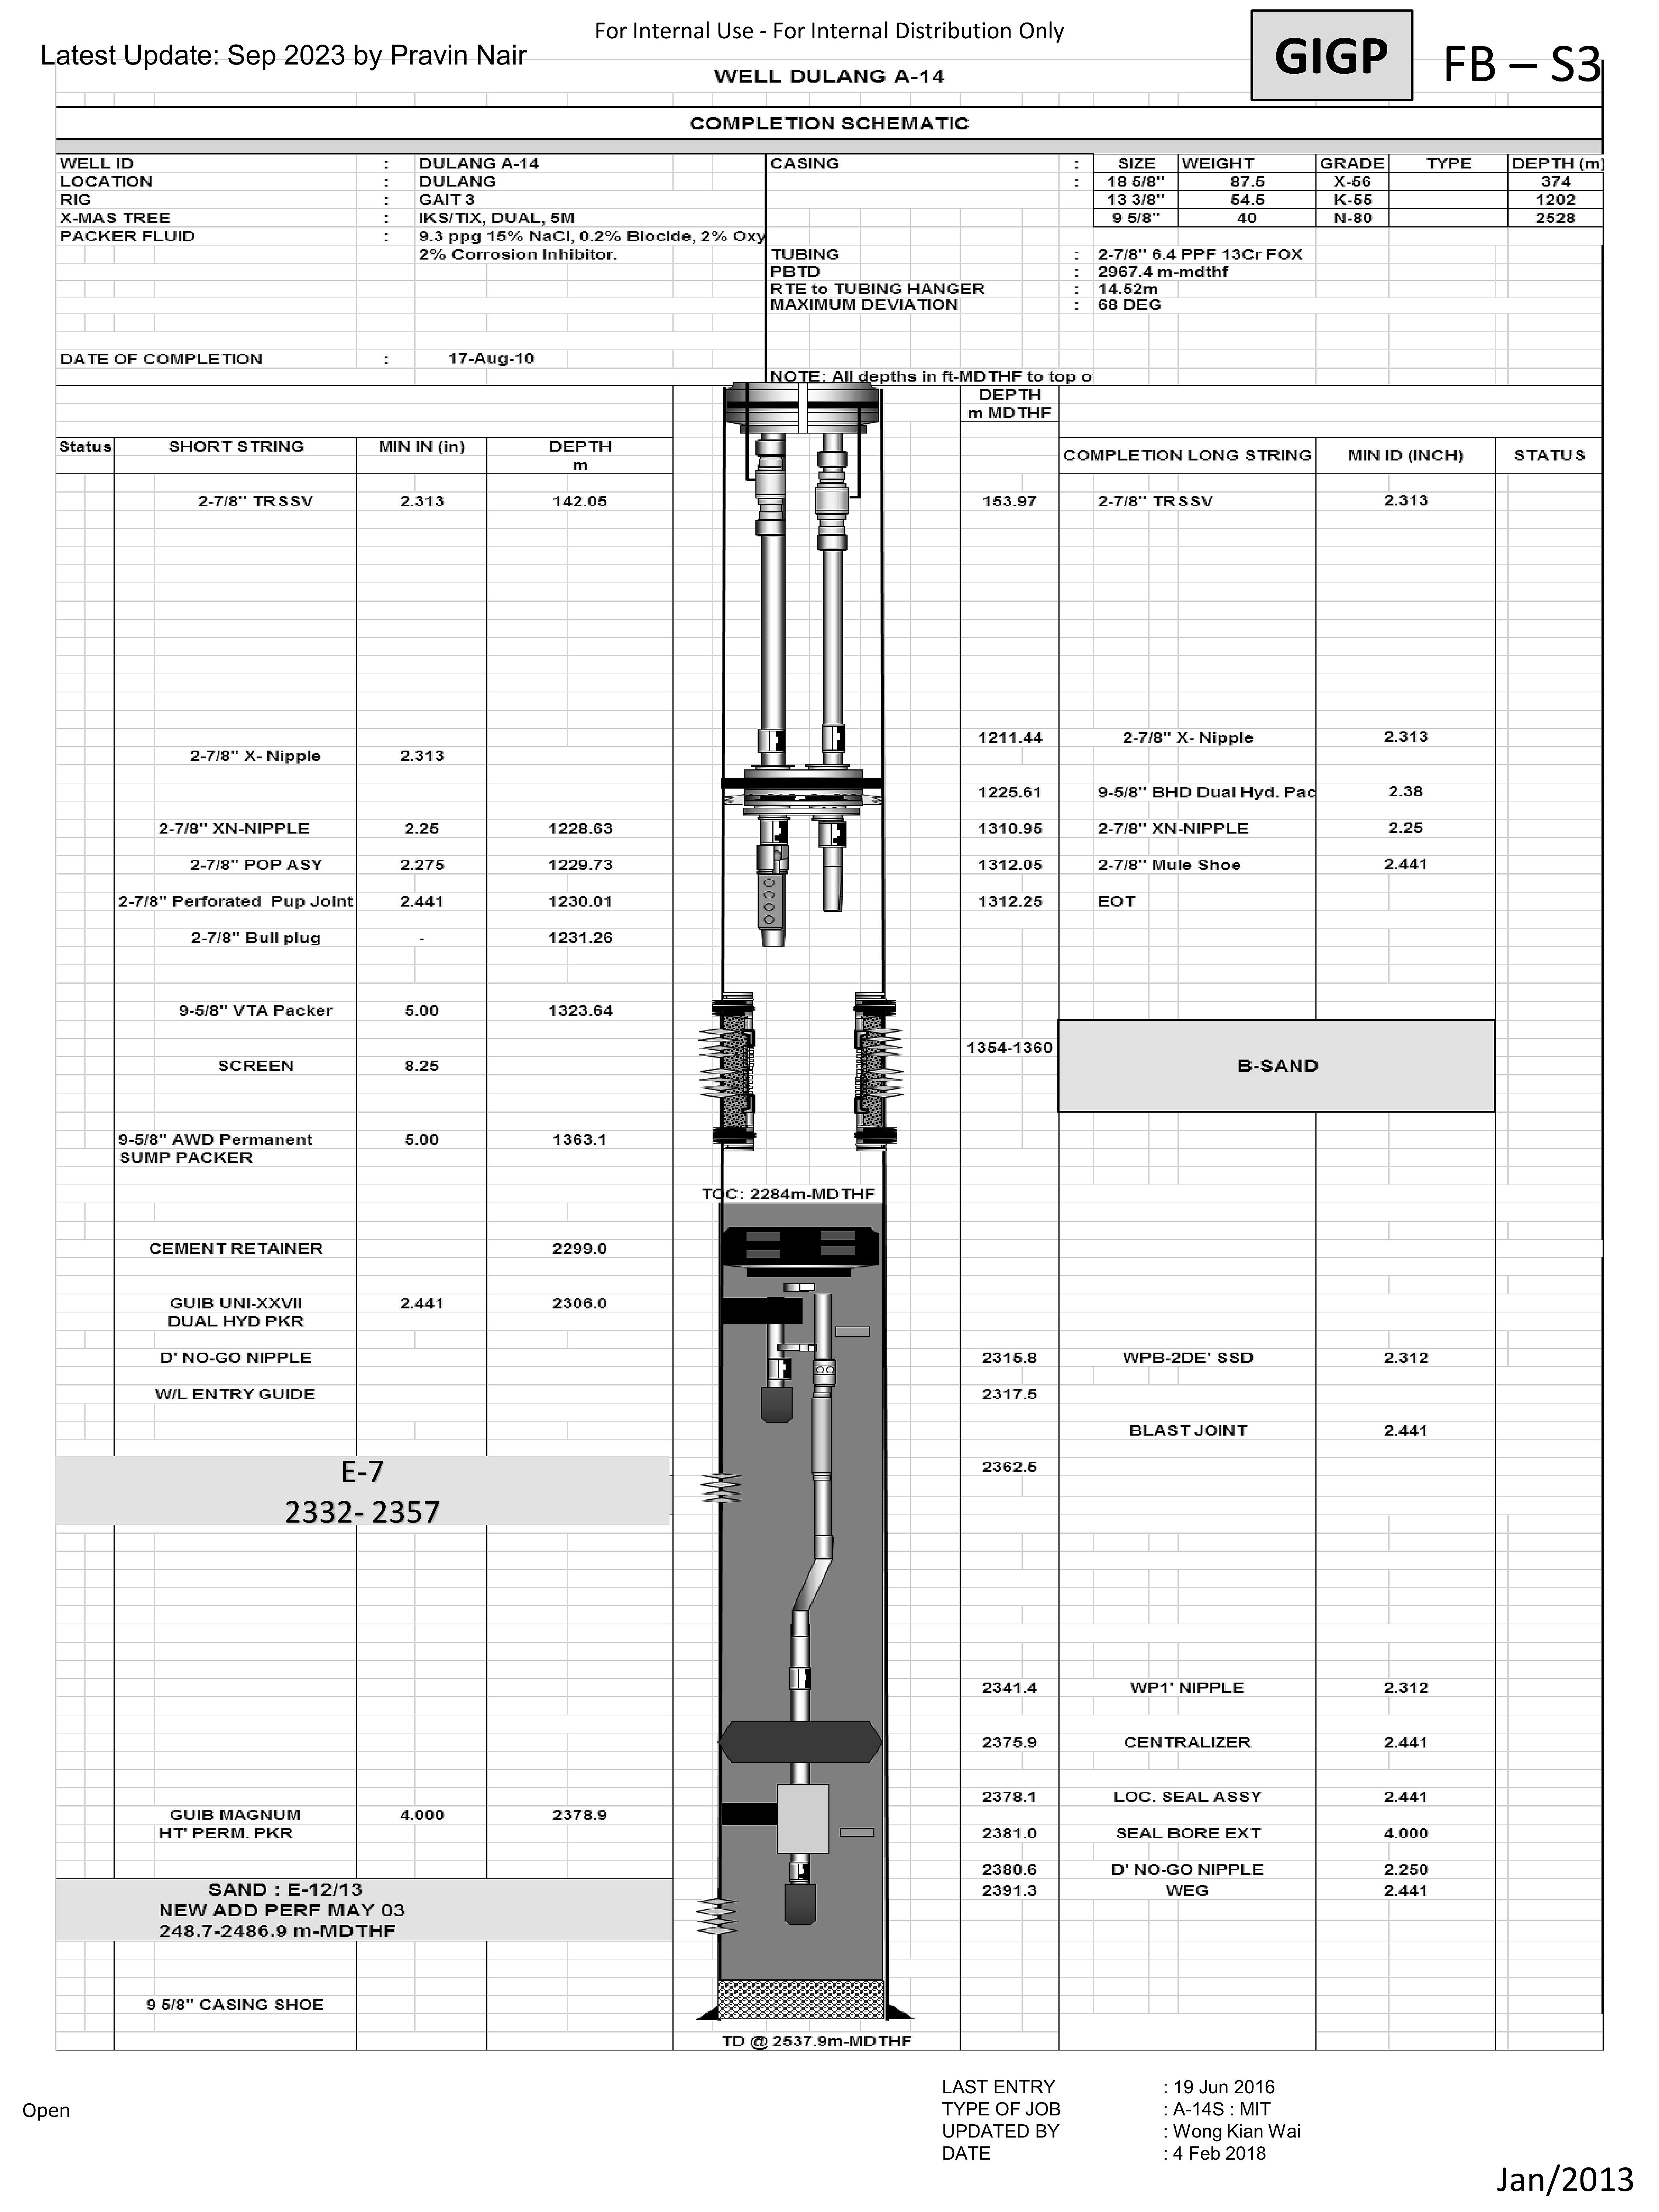 For Internal Use - For Internal Distribution Only
Latest Update: Sep 2023 by Pravin Nair
GIGP
FB – S3
WELL DULANG A-14
COMPLETION SCHEMATIC
WELL ID : DULANG A-14
LOCATION : DULANG
RIG : GAIT 3
X-MAS TREE : IKS/TIX, DUAL, 5M
PACKER FLUID : 9.3 ppg 15% NaCl, 0.2% Biocide, 2% Oxy
2% Corrosion Inhibitor.
DATE OF COMPLETION : 17-Aug-10
CASING : SIZE WEIGHT GRADE TYPE DEPTH (m)
: 18 5/8" 87.5 X-56 374
13 3/8" 54.5 K-55 1202
9 5/8" 40 N-80 2528
TUBING : 2-7/8" 6.4 PPF 13Cr FOX
PBTD : 2967.4 m-mdthf
RTE to TUBING HANGER : 14.52m
MAXIMUM DEVIATION : 68 DEG
NOTE: All depths in ft-MDTHF to top o
DEPTH
m MDTHF
Status SHORT STRING MIN IN (in) DEPTH
m
COMPLETION LONG STRING MIN ID (INCH) STATUS
2-7/8" TRSSV 2.313 142.05
153.97 2-7/8" TRSSV 2.313
1211.44 2-7/8" X- Nipple 2.313
2-7/8" X- Nipple 2.313
1225.61 9-5/8" BHD Dual Hyd. Pac 2.38
2-7/8" XN-NIPPLE 2.25 1228.63
1310.95 2-7/8" XN-NIPPLE 2.25
2-7/8" POP ASY 2.275 1229.73
1312.05 2-7/8" Mule Shoe 2.441
2-7/8" Perforated Pup Joint 2.441 1230.01
1312.25 EOT
2-7/8" Bull plug - 1231.26
9-5/8" VTA Packer 5.00 1323.64
1354-1360
SCREEN 8.25
B-SAND
9-5/8" AWD Permanent 5.00 1363.1
SUMP PACKER
TOC: 2284m-MDTHF
CEMENT RETAINER 2299.0
GUIB UNI-XXVII 2.441 2306.0
DUAL HYD PKR
D' NO-GO NIPPLE
2315.8 WPB-2DE' SSD 2.312
W/L ENTRY GUIDE
2317.5
BLAST JOINT 2.441
2362.5
E-7
2332- 2357
2341.4 WP1' NIPPLE 2.312
2375.9 CENTRALIZER 2.441
2378.1 LOC. SEAL ASSY 2.441
GUIB MAGNUM 4.000 2378.9
HT' PERM. PKR
2381.0 SEAL BORE EXT 4.000
2380.6 D' NO-GO NIPPLE 2.250
2391.3 WEG 2.441
SAND : E-12/13
NEW ADD PERF MAY 03
248.7-2486.9 m-MDTHF
9 5/8" CASING SHOE
TD @ 2537.9m-MDTHF
LAST ENTRY : 19 Jun 2016
TYPE OF JOB : A-14S : MIT
UPDATED BY : Wong Kian Wai
DATE : 4 Feb 2018
Open
Jan/2013